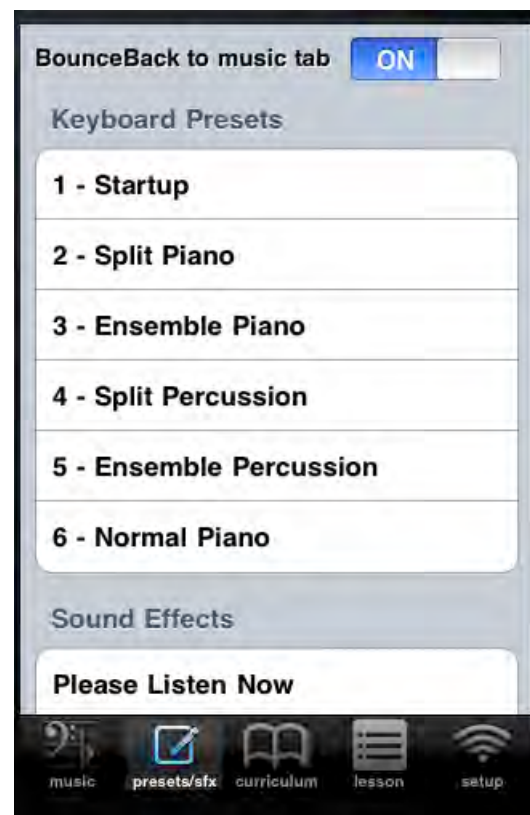 BounceBack to music tab ON
Keyboard Presets
1 - Startup
2 - Split Piano
3 - Ensemble Piano
4 - Split Percussion
5 - Ensemble Percussion
6 - Normal Piano
Sound Effects
Please Listen Now
music presets/sfx curriculum lesson setup